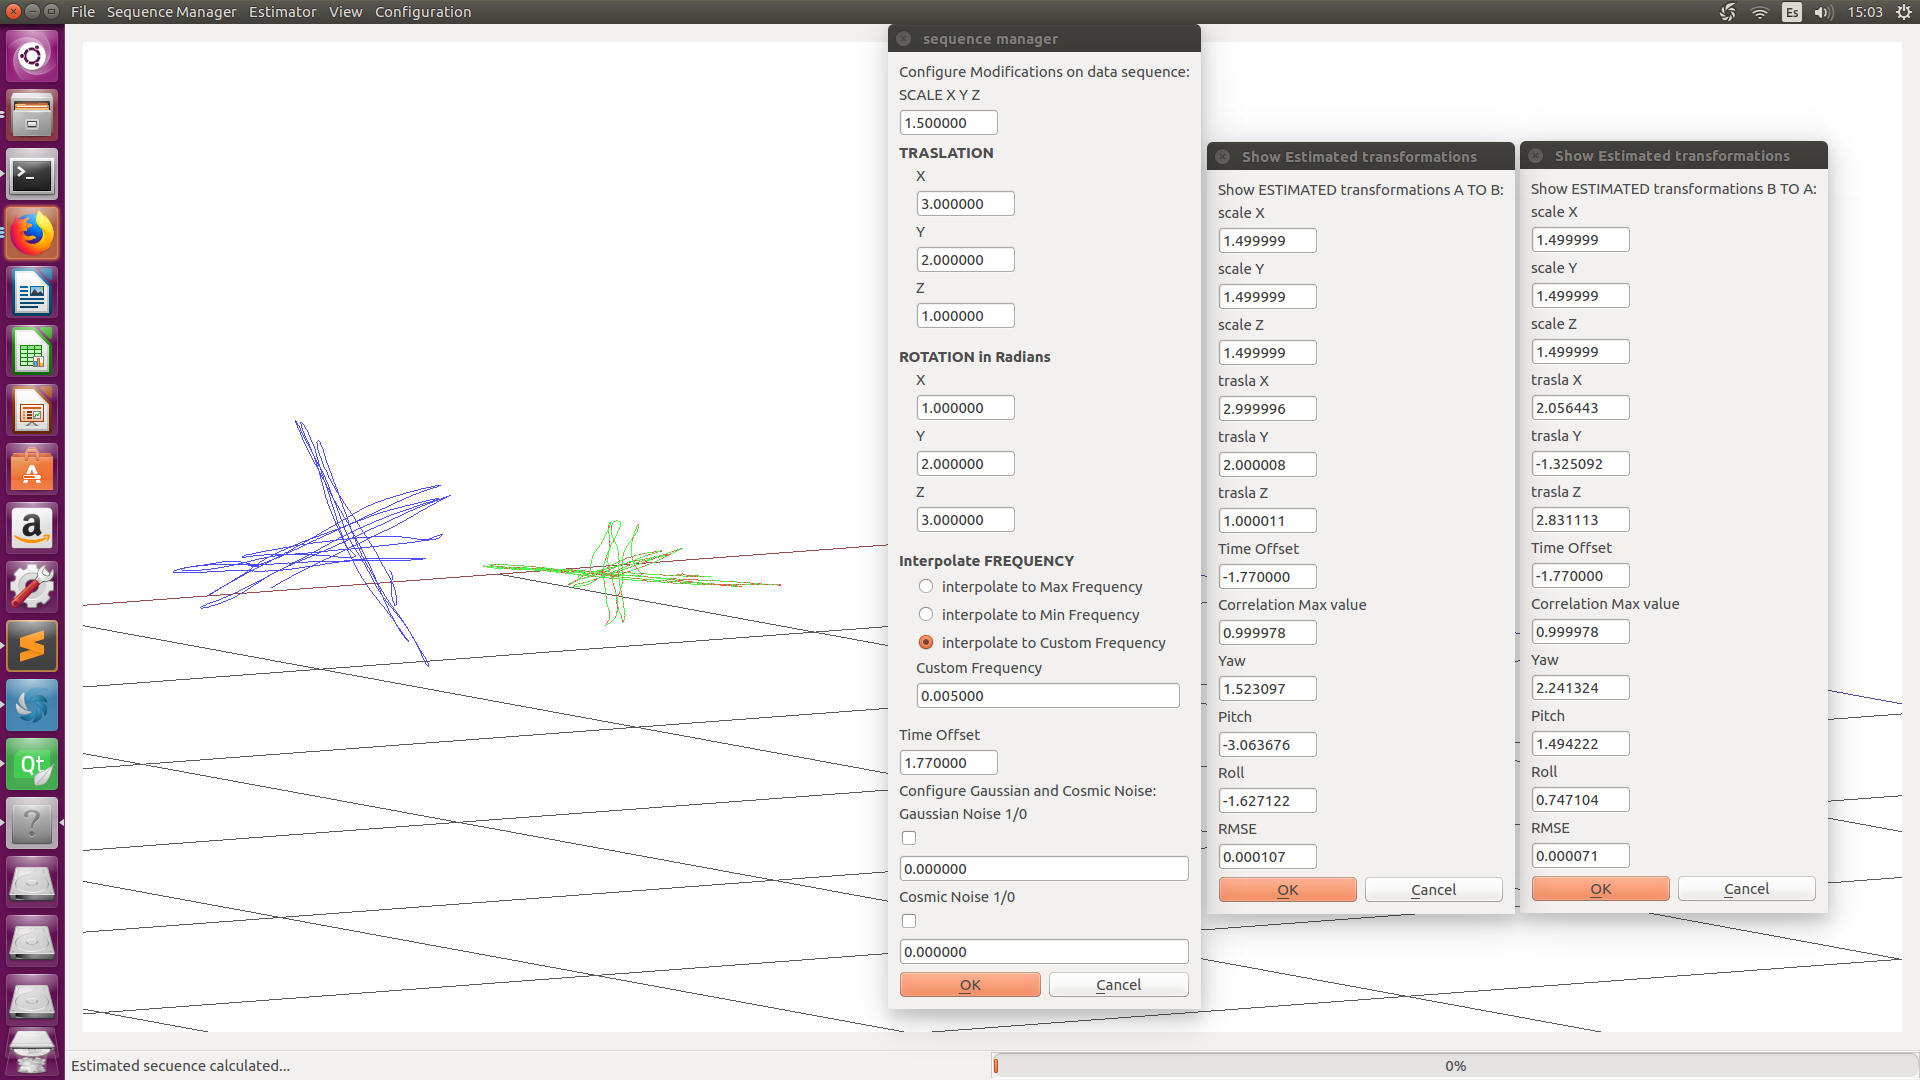 File Sequence Manager Estimator View Configuration
Es 15:03
sequence manager
Configure Modifications on data sequence:
SCALE X Y Z
1.500000
TRASLATION
X
3.000000
Y
2.000000
Z
1.000000
ROTATION in Radians
X
1.000000
Y
2.000000
Z
3.000000
Interpolate FREQUENCY
interpolate to Max Frequency
interpolate to Min Frequency
interpolate to Custom Frequency
Custom Frequency
0.005000
Time Offset
1.770000
Configure Gaussian and Cosmic Noise:
Gaussian Noise 1/0
0.000000
Cosmic Noise 1/0
0.000000
OK Cancel
Show Estimated transformations
Show ESTIMATED transformations A TO B:
scale X
1.499999
scale Y
1.499999
scale Z
1.499999
trasla X
2.999996
trasla Y
2.000008
trasla Z
1.000011
Time Offset
-1.770000
Correlation Max value
0.999978
Yaw
1.523097
Pitch
-3.063676
Roll
-1.627122
RMSE
0.000107
OK Cancel
Show Estimated transformations
Show ESTIMATED transformations B TO A:
scale X
1.499999
scale Y
1.499999
scale Z
1.499999
trasla X
2.056443
trasla Y
-1.325092
trasla Z
2.831113
Time Offset
-1.770000
Correlation Max value
0.999978
Yaw
2.241324
Pitch
1.494222
Roll
0.747104
RMSE
0.000071
OK Cancel
A
a
Qt
?
Estimated secuence calculated...
0%